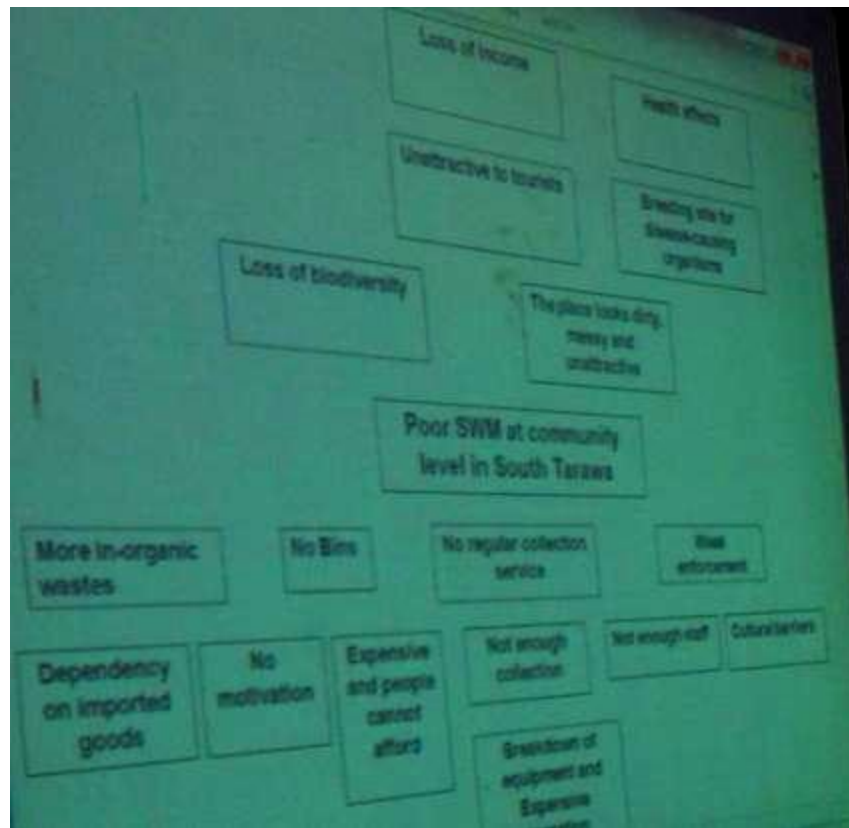 Loss of Income
Health effects
Unattractive to tourists
Breeding site for
disease-causing
organisms
Loss of biodiversity
The place looks dirty,
messy and
unattractive
Poor SWM at community
level in South Tarawa
More in-organic
wastes
No Bins
No regular collection
service
Weak
enforcement
Dependency
on imported
goods
No
motivation
Expensive
and people
cannot
afford
Not enough
collection
Not enough staff
Cultural barriers
Breakdown of
equipment and
Expensive